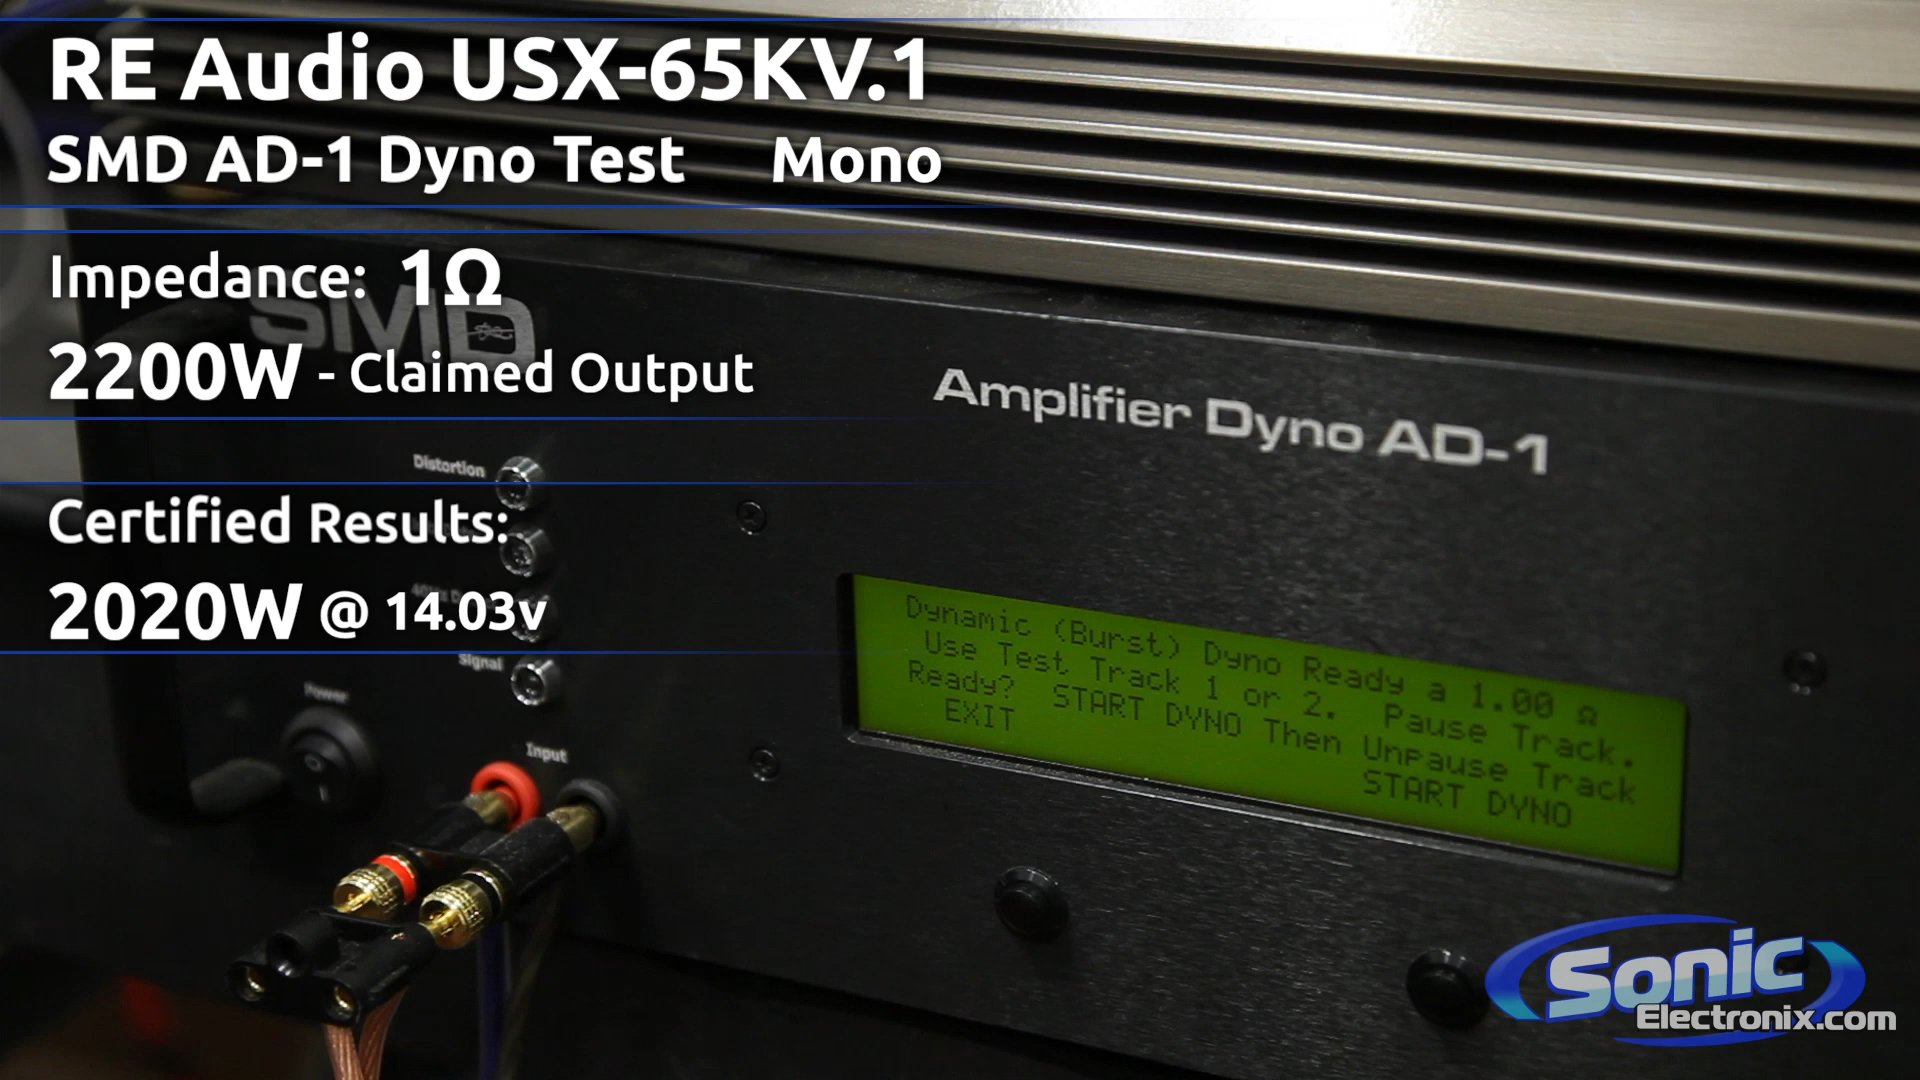 RE Audio USX-65KV.1
SMD AD-1 Dyno Test Mono
Impedance: 1Ω
SMD
2200W - Claimed Output
Amplifier Dyno AD-1
Distortion
Certified Results:
2020W @ 14.03v
Signal
Power
Input
Dynamic (Burst) Dyno Ready a 1.00 Ω
Use Test Track 1 or 2. Pause Track.
Ready? START DYNO Then Unpause Track
EXIT START DYNO
Sonic
Electronix.com